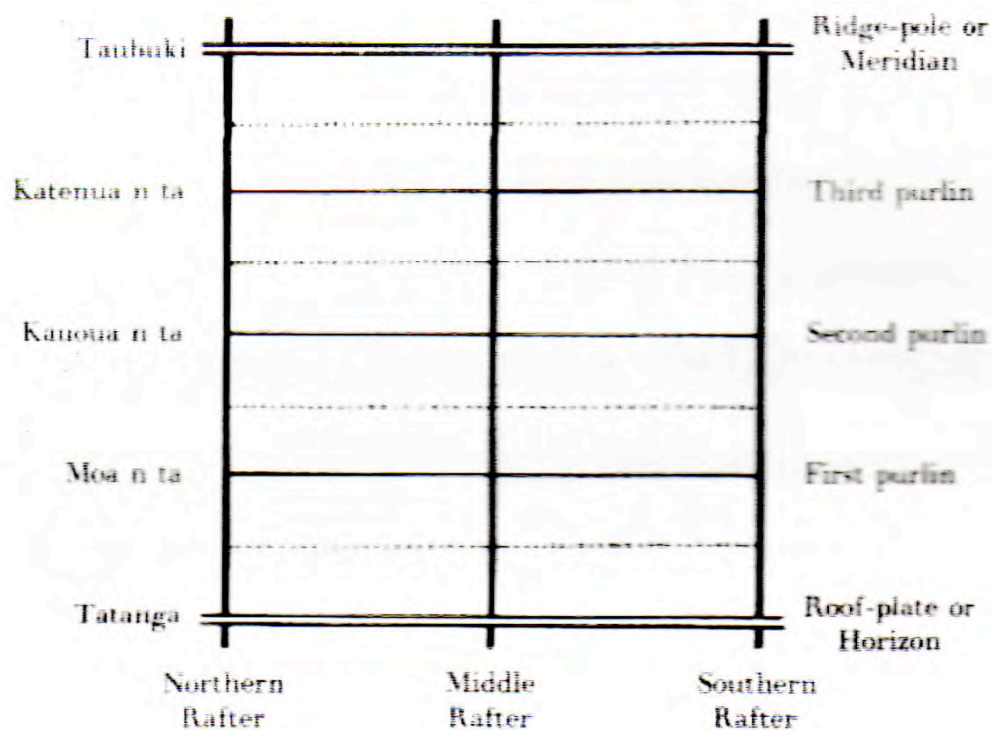 Taubuki
Ridge-pole or
Meridian
Katenua n ta
Third purlin
Kauoua n ta
Second purlin
Moa n ta
First purlin
Tatanga
Roof-plate or
Horizon
Northern
Rafter
Middle
Rafter
Southern
Rafter